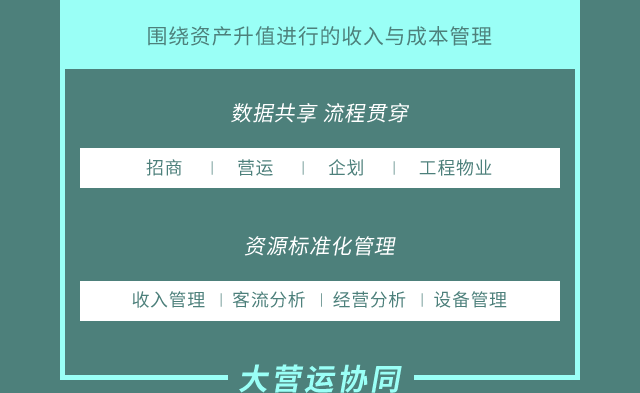 围绕资产升值进行的收入与成本管理
数据共享 流程贯穿
招商 | 营运 | 企划 | 工程物业
资源标准化管理
收入管理 | 客流分析 | 经营分析 | 设备管理
大营运协同